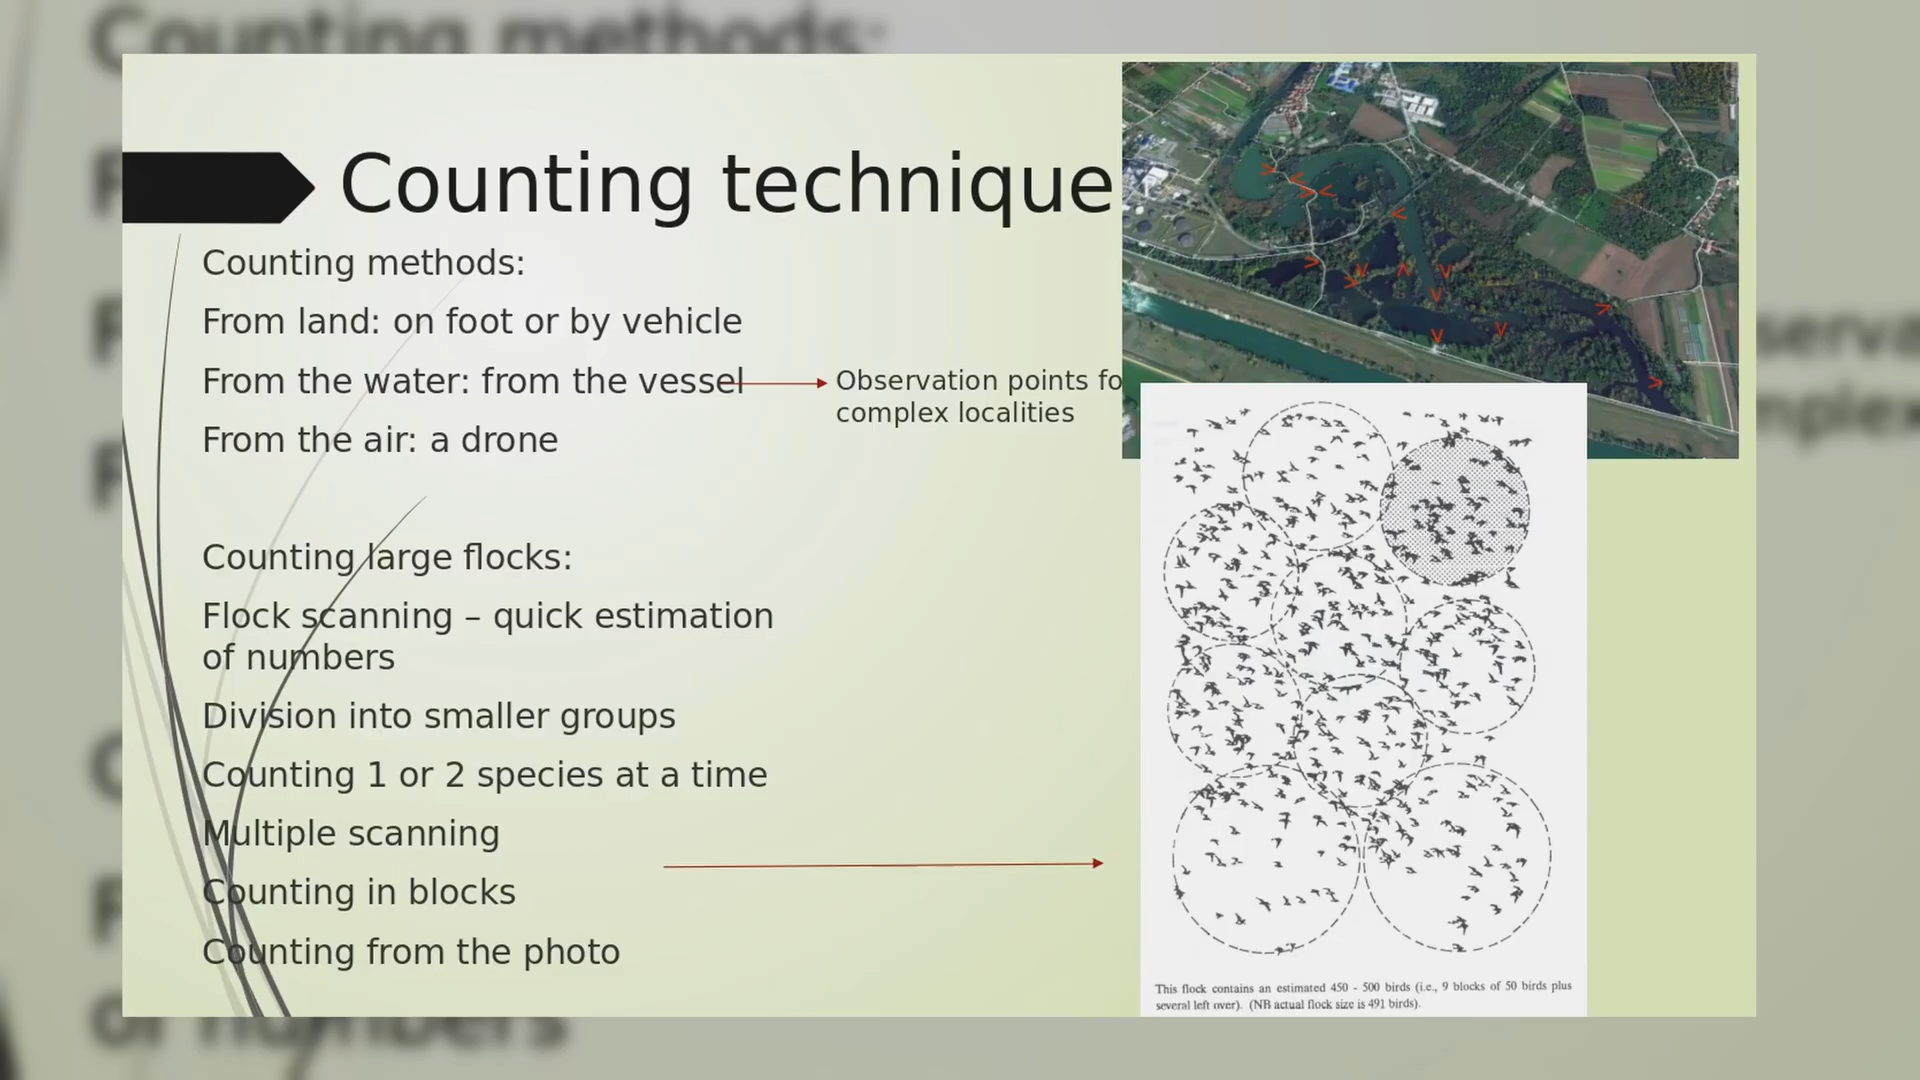 Counting technique
Counting methods:
From land: on foot or by vehicle
From the water: from the vessel
From the air: a drone
Observation points fo
complex localities
Counting large flocks:
Flock scanning – quick estimation
of numbers
Division into smaller groups
Counting 1 or 2 species at a time
Multiple scanning
Counting in blocks
Counting from the photo
This flock contains an estimated 450 - 500 birds (i.e., 9 blocks of 50 birds plus
several left over). (NB actual flock size is 491 birds).